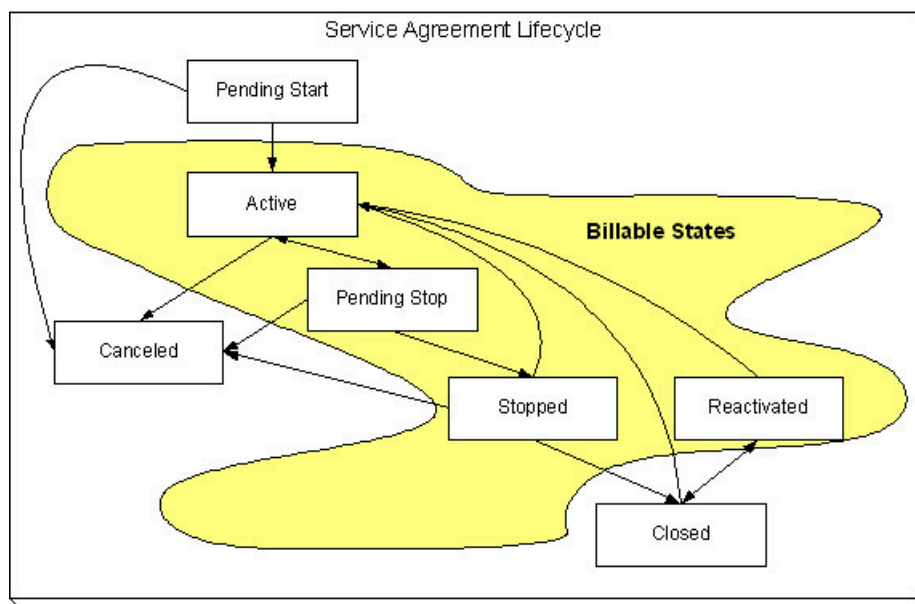 Service Agreement Lifecycle
Pending Start
Active
Billable States
Pending Stop
Canceled
Stopped
Reactivated
Closed